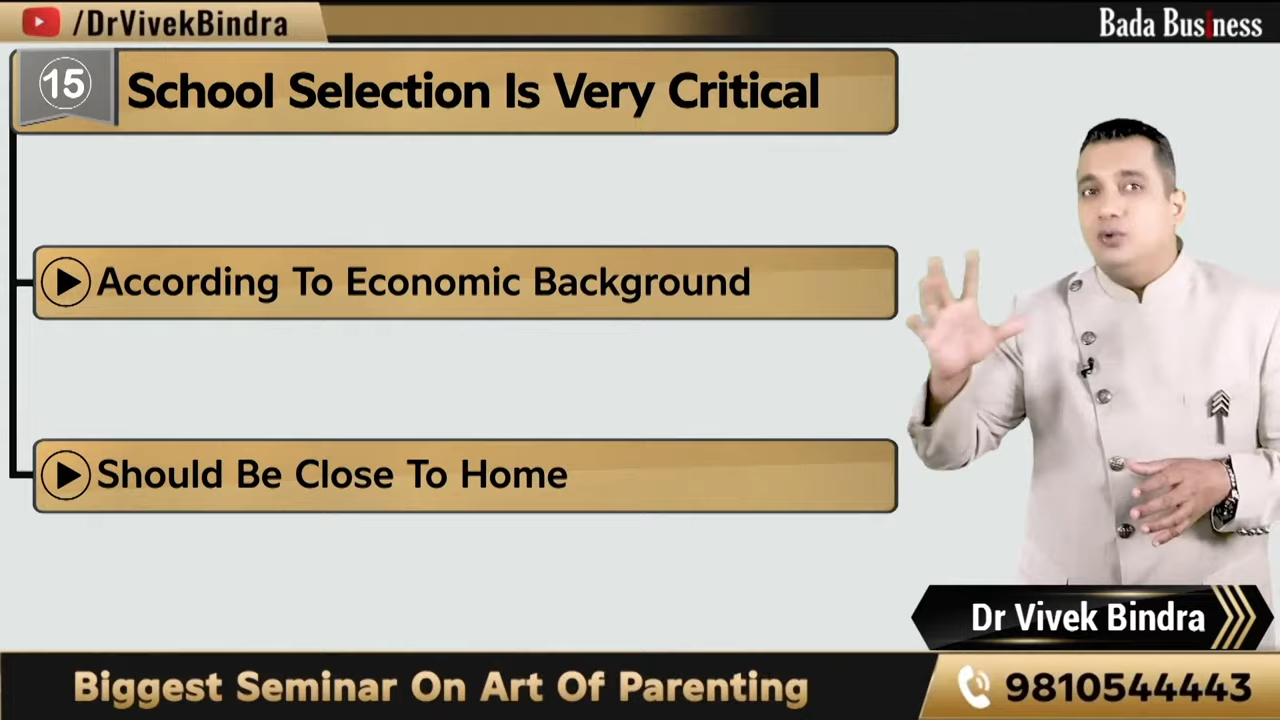 /DrVivekBindra
Bada Business
15
School Selection Is Very Critical
According To Economic Background
Should Be Close To Home
Dr Vivek Bindra
Biggest Seminar On Art Of Parenting
9810544443